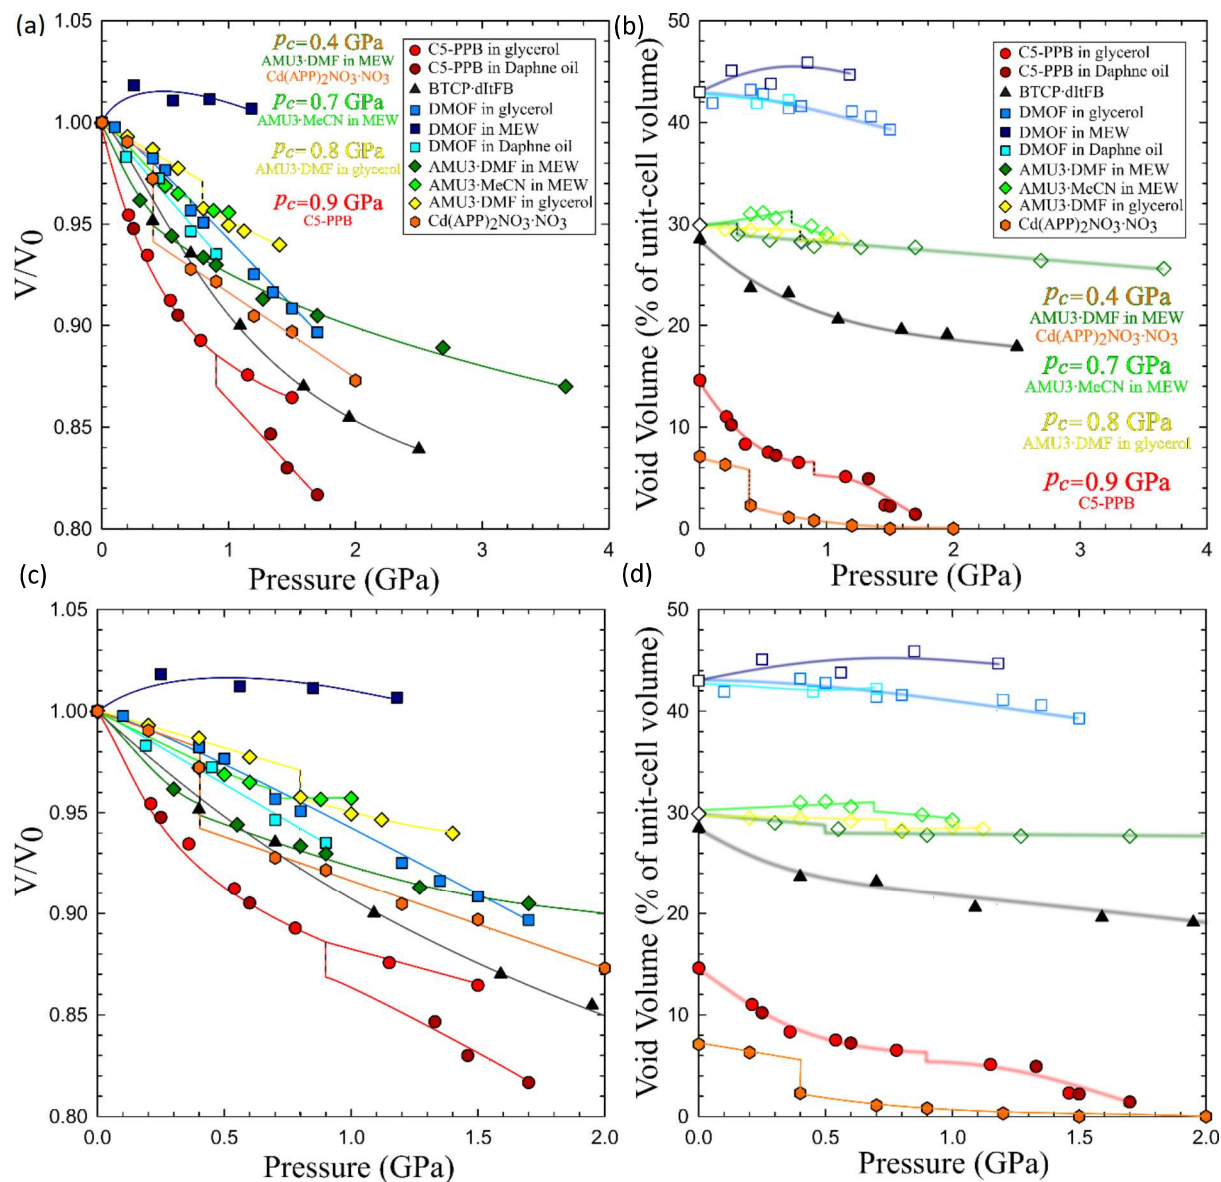 (a)
1.05
1.00
0.95
0.90
0.85
0.80
V/V0
pc=0.4 GPa
AMU3·DMF in MEW
Cd(APP)2NO3·NO3
pc=0.7 GPa
AMU3·MeCN in MEW
pc=0.8 GPa
AMU3·DMF in glycerol
pc=0.9 GPa
C5-PPB
C5-PPB in glycerol
C5-PPB in Daphne oil
BTCP·dItFB
DMOF in glycerol
DMOF in MEW
DMOF in Daphne oil
AMU3·DMF in MEW
AMU3·MeCN in MEW
AMU3·DMF in glycerol
Cd(APP)2NO3·NO3
0 1 2 3 4
Pressure (GPa)
(b)
50
40
30
20
10
0
Void Volume (% of unit-cell volume)
C5-PPB in glycerol
C5-PPB in Daphne oil
BTCP·dItFB
DMOF in glycerol
DMOF in MEW
DMOF in Daphne oil
AMU3·DMF in MEW
AMU3·MeCN in MEW
AMU3·DMF in glycerol
Cd(APP)2NO3·NO3
pc=0.4 GPa
AMU3·DMF in MEW
Cd(APP)2NO3·NO3
pc=0.7 GPa
AMU3·McCN in MEW
pc=0.8 GPa
AMU3·DMF in glycerol
pc=0.9 GPa
C5-PPB
0 1 2 3 4
Pressure (GPa)
(c)
1.05
1.00
0.95
0.90
0.85
0.80
V/V0
0.0 0.5 1.0 1.5 2.0
Pressure (GPa)
(d)
50
40
30
20
10
0
Void Volume (% of unit-cell volume)
0.0 0.5 1.0 1.5 2.0
Pressure (GPa)